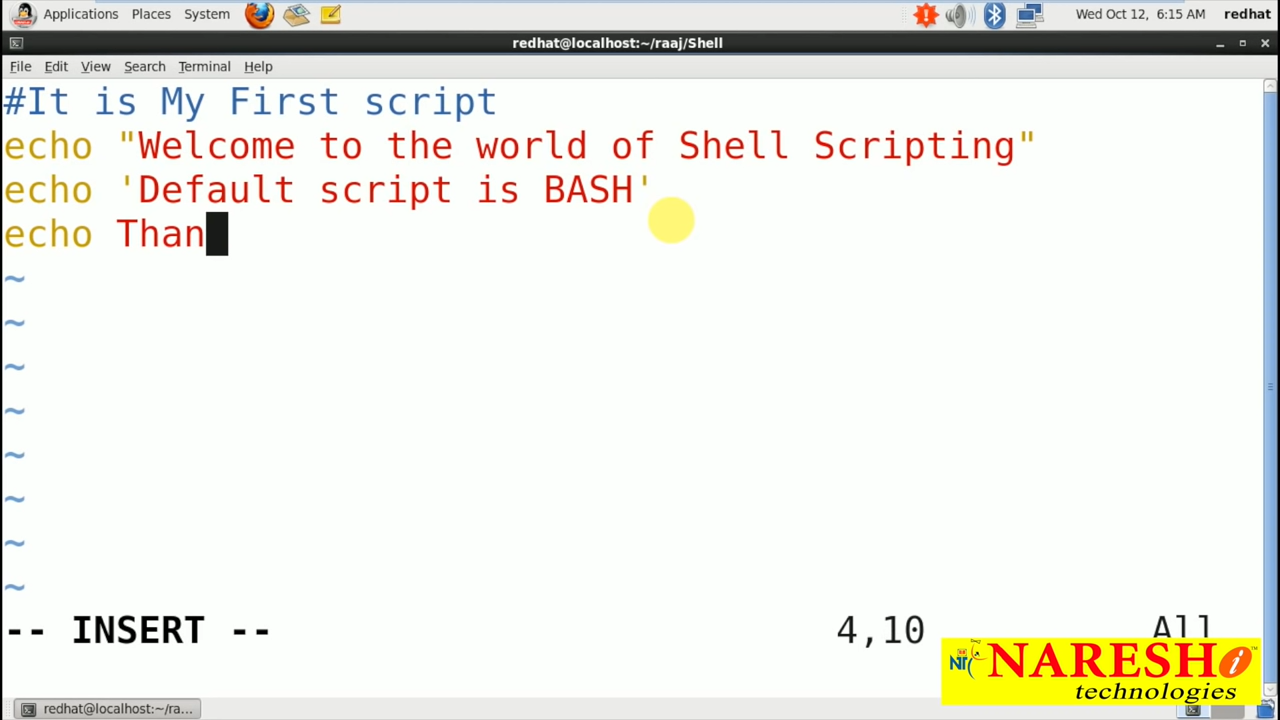 Applications Places System Wed Oct 12, 6:15 AM redhat
redhat@localhost:~/raaj/Shell
File Edit View Search Terminal Help
#It is My First script
echo "Welcome to the world of Shell Scripting"
echo 'Default script is BASH'
echo Than
~
~
~
~
~
~
~
~
-- INSERT -- 4,10 All
NARESH i
technologies
redhat@localhost:~/ra...